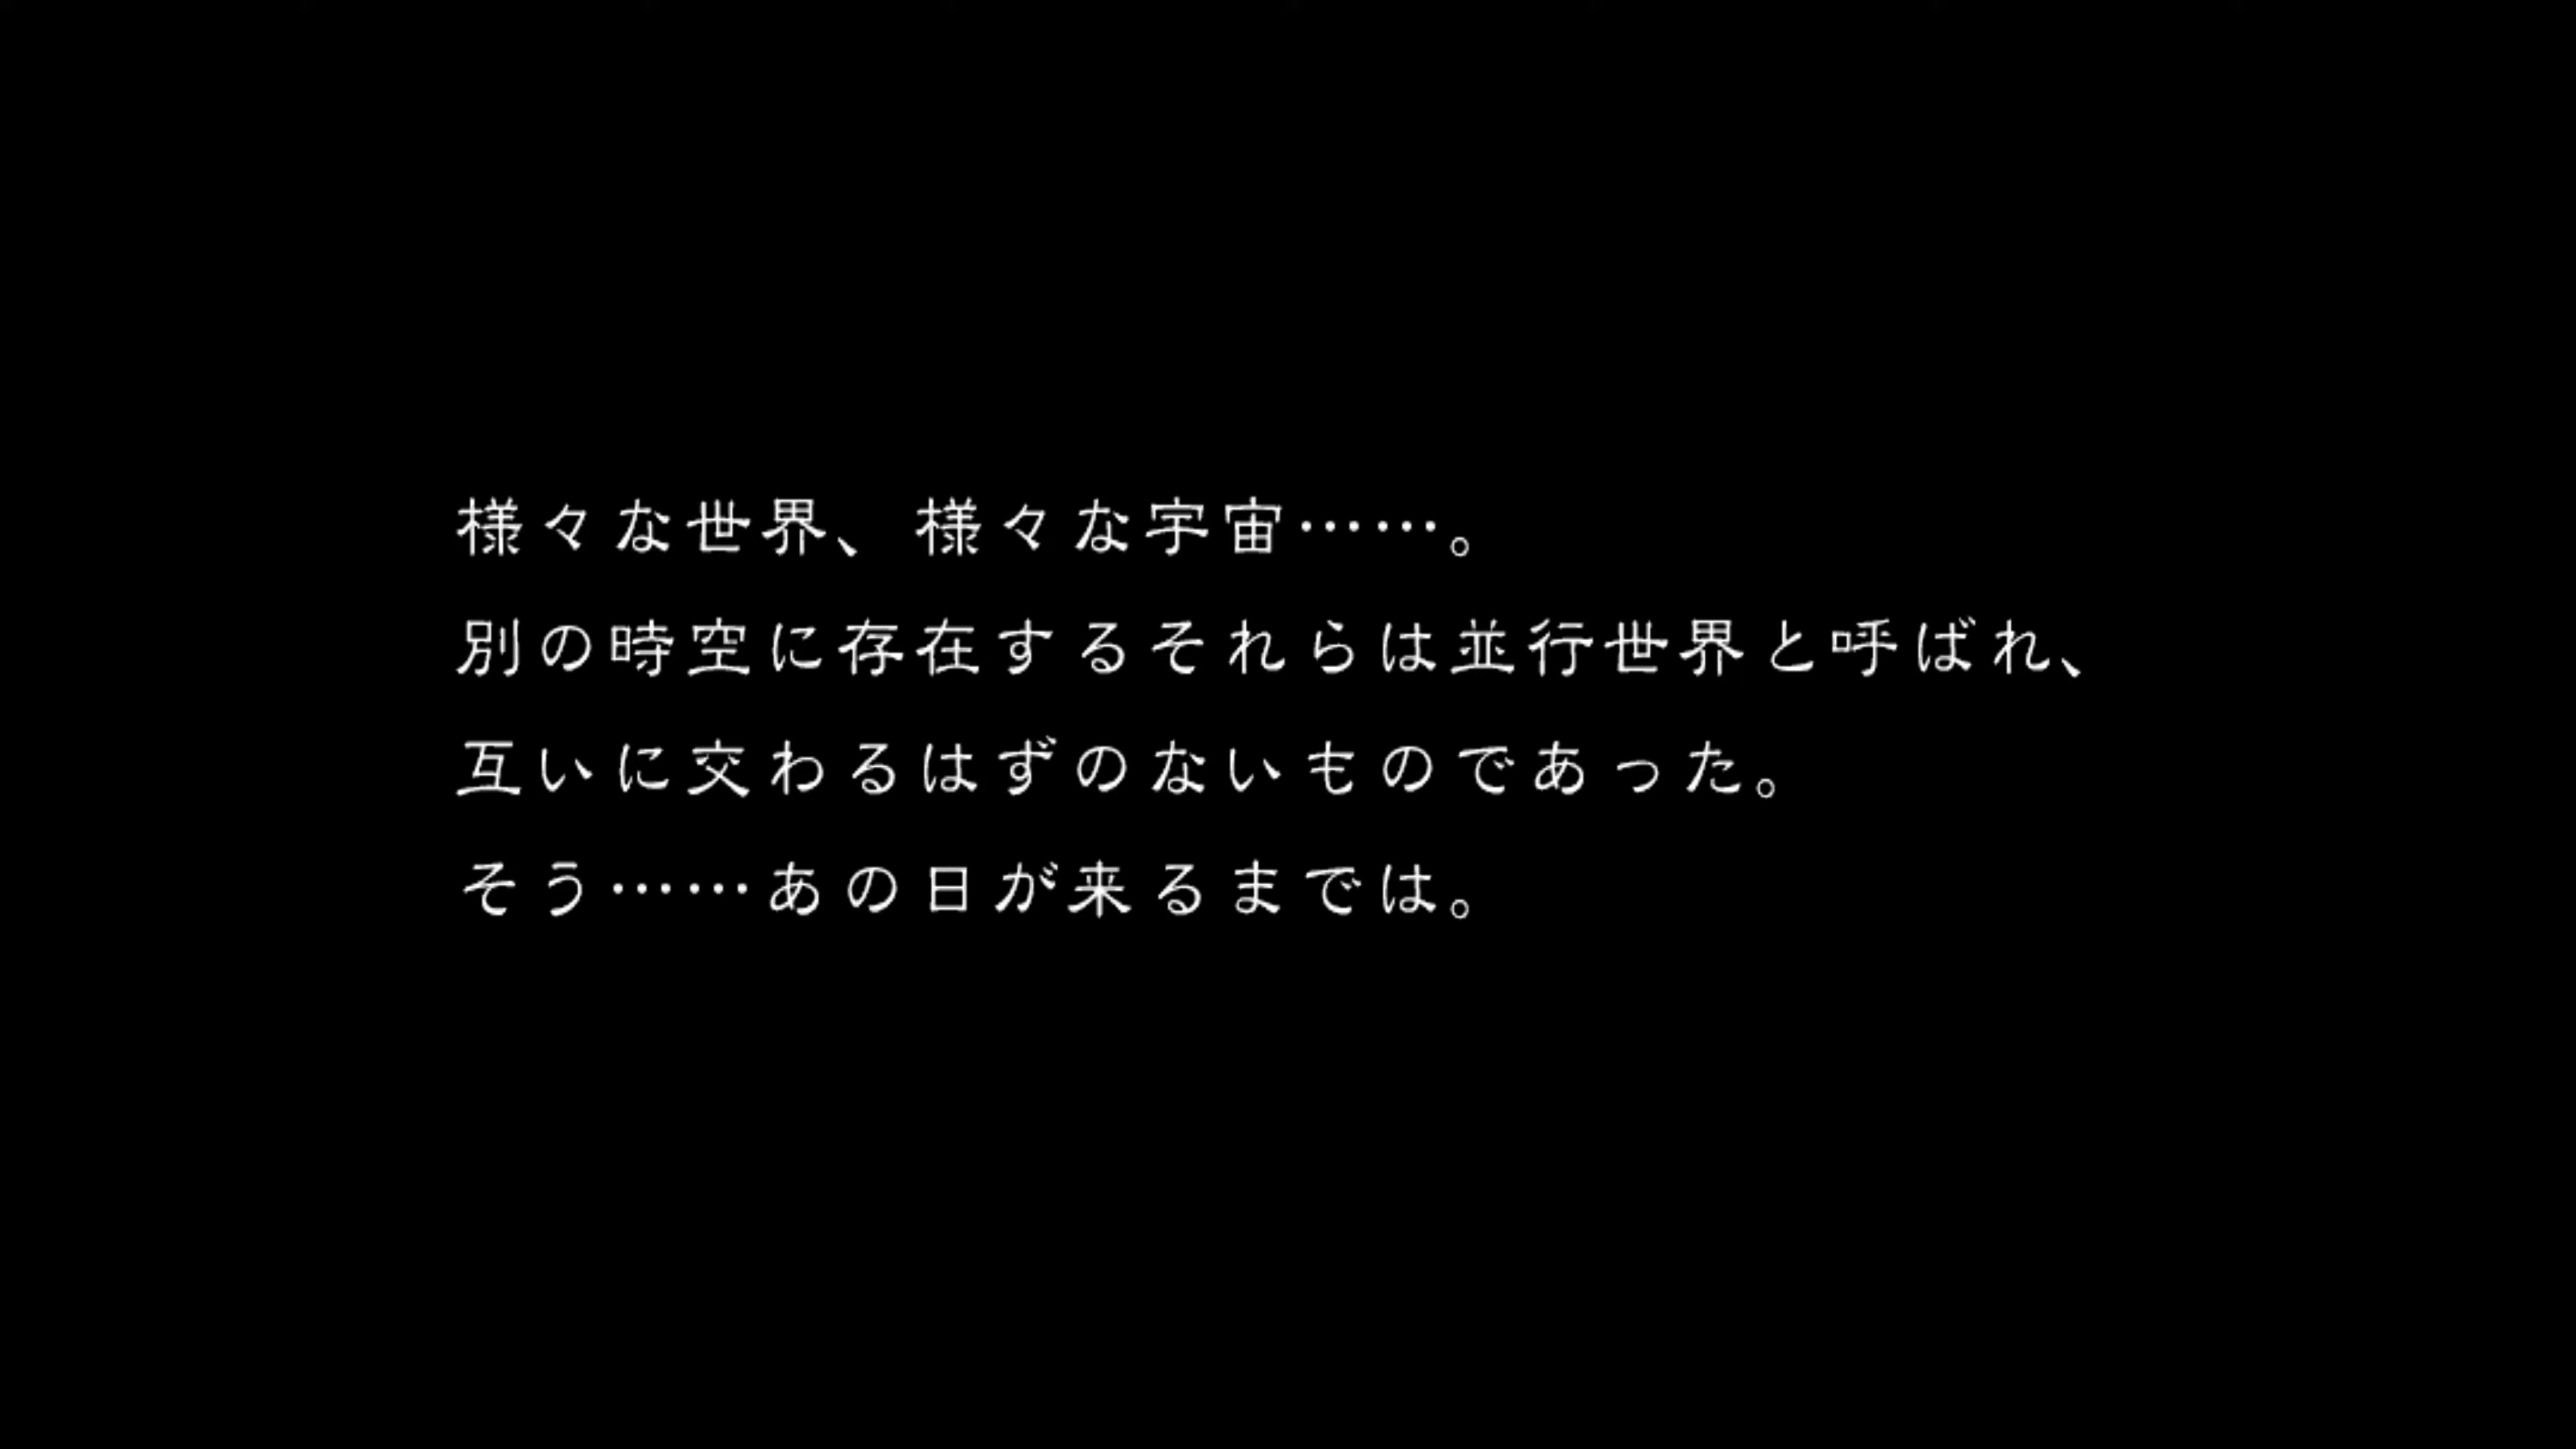 様々な世界、様々な宇宙……。
別の時空に存在するそれらは並行世界と呼ばれ、
互いに交わるはずのないものであった。
そう……あの日が来るまでは。